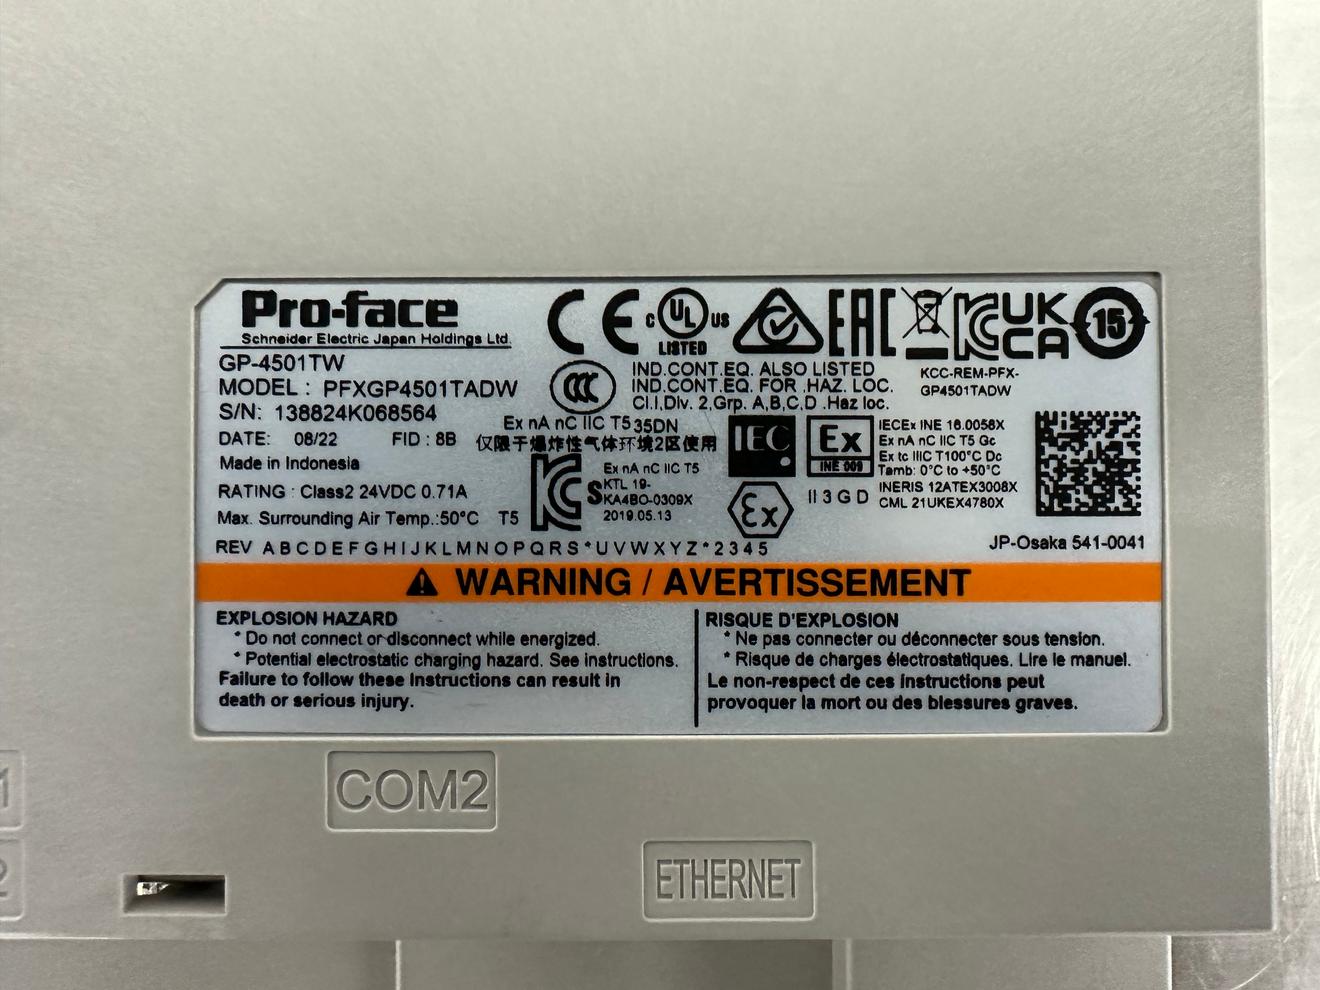 Pro-face
Schneider Electric Japan Holdings Ltd.
GP-4501TW
MODEL : PFXGP4501TADW
S/N: 138824K068564
DATE: 08/22 FID : 8B
Made in Indonesia
RATING : Class2 24VDC 0.71A
Max. Surrounding Air Temp.:50°C T5
REV A B C D E F G H I J K L M N O P Q R S * U V W X Y Z * 2 3 4 5
CE
C UL US
LISTED
EAC
KC
UK
CA
15
CCC
IND.CONT.EQ. ALSO LISTED
IND.CONT.EQ. FOR .HAZ. LOC.
Cl.I,Div. 2,Grp. A,B,C,D .Haz loc.
35DN
KCC-REM-PFX-
GP4501TADW
Ex nA nC IIC T5
仅限于爆炸性气体环境2区使用
KCs
Ex nA nC IIC T5
KTL 19-
KA4BO-0309X
2019.05.13
IEC
Ex
INE 009
Ex
II 3 G D
IECEx INE 16.0058X
Ex nA nC IIC T5 Gc
Ex tc IIIC T100°C Dc
Tamb: 0°C to +50°C
INERIS 12ATEX3008X
CML 21UKEX4780X
JP-Osaka 541-0041
WARNING / AVERTISSEMENT
EXPLOSION HAZARD
* Do not connect or disconnect while energized.
* Potential electrostatic charging hazard. See instructions.
Failure to follow these instructions can result in
death or serious injury.
RISQUE D'EXPLOSION
* Ne pas connecter ou déconnecter sous tension.
* Risque de charges électrostatiques. Lire le manuel.
Le non-respect de ces instructions peut
provoquer la mort ou des blessures graves.
COM2
ETHERNET
1
2